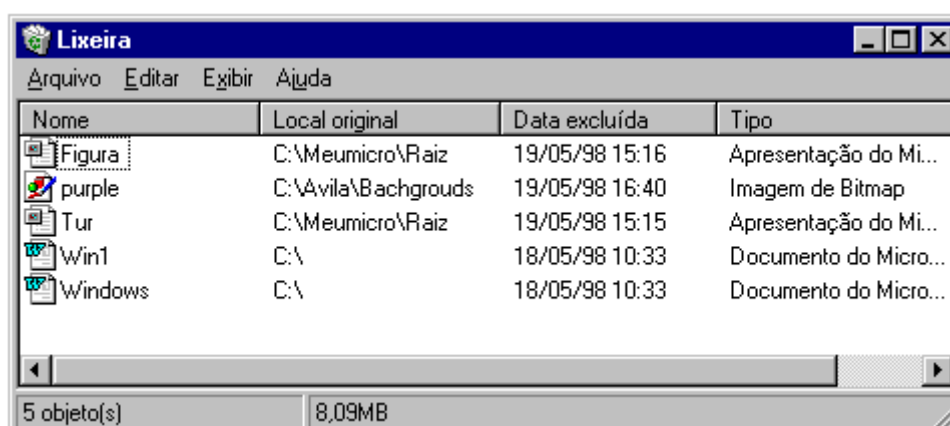 Lixeira
Arquivo Editar Exibir Ajuda
Nome Local original Data excluída Tipo
Figura C:\Meumicro\Raiz 19/05/98 15:16 Apresentação do Mi...
purple C:\Avila\Bachgrouds 19/05/98 16:40 Imagem de Bitmap
Tur C:\Meumicro\Raiz 19/05/98 15:15 Apresentação do Mi...
Win1 C:\ 18/05/98 10:33 Documento do Micro...
Windows C:\ 18/05/98 10:33 Documento do Micro...
5 objeto(s) 8,09MB